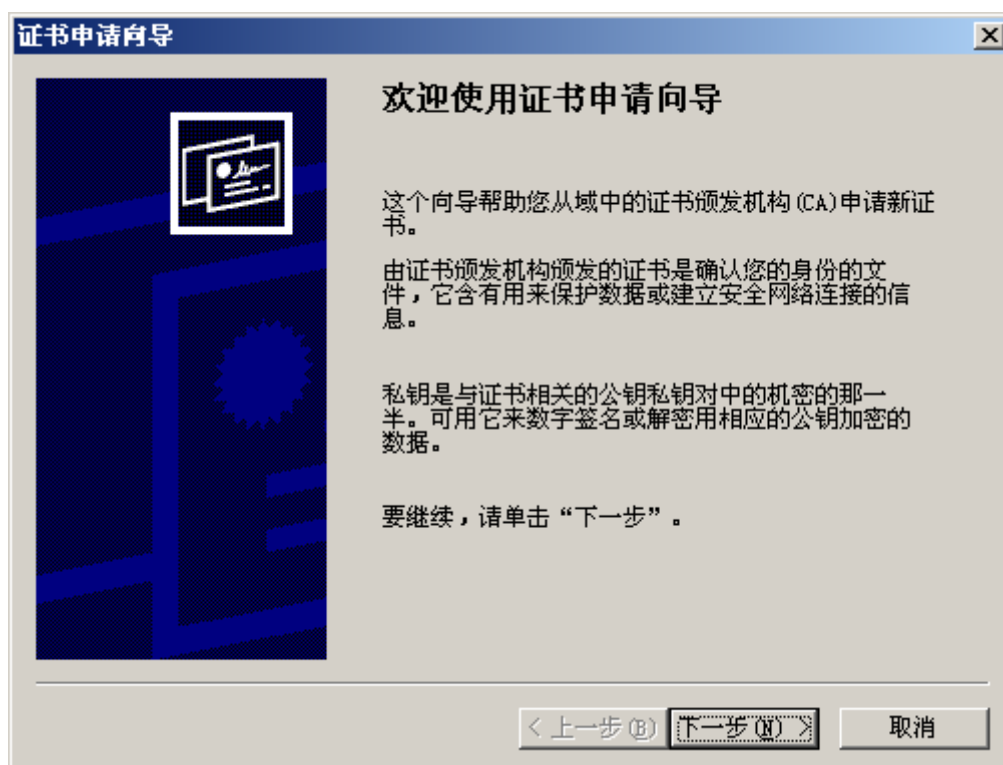 证书申请向导
欢迎使用证书申请向导
这个向导帮助您从域中的证书颁发机构(CA)申请新证
书。
由证书颁发机构颁发的证书是确认您的身份的文
件，它含有用来保护数据或建立安全网络连接的信
息。
私钥是与证书相关的公钥私钥对中的机密的那一
半。可用它来数字签名或解密用相应的公钥加密的
数据。
要继续，请单击“下一步”。
< 上一步(B) 下一步(N) > 取消